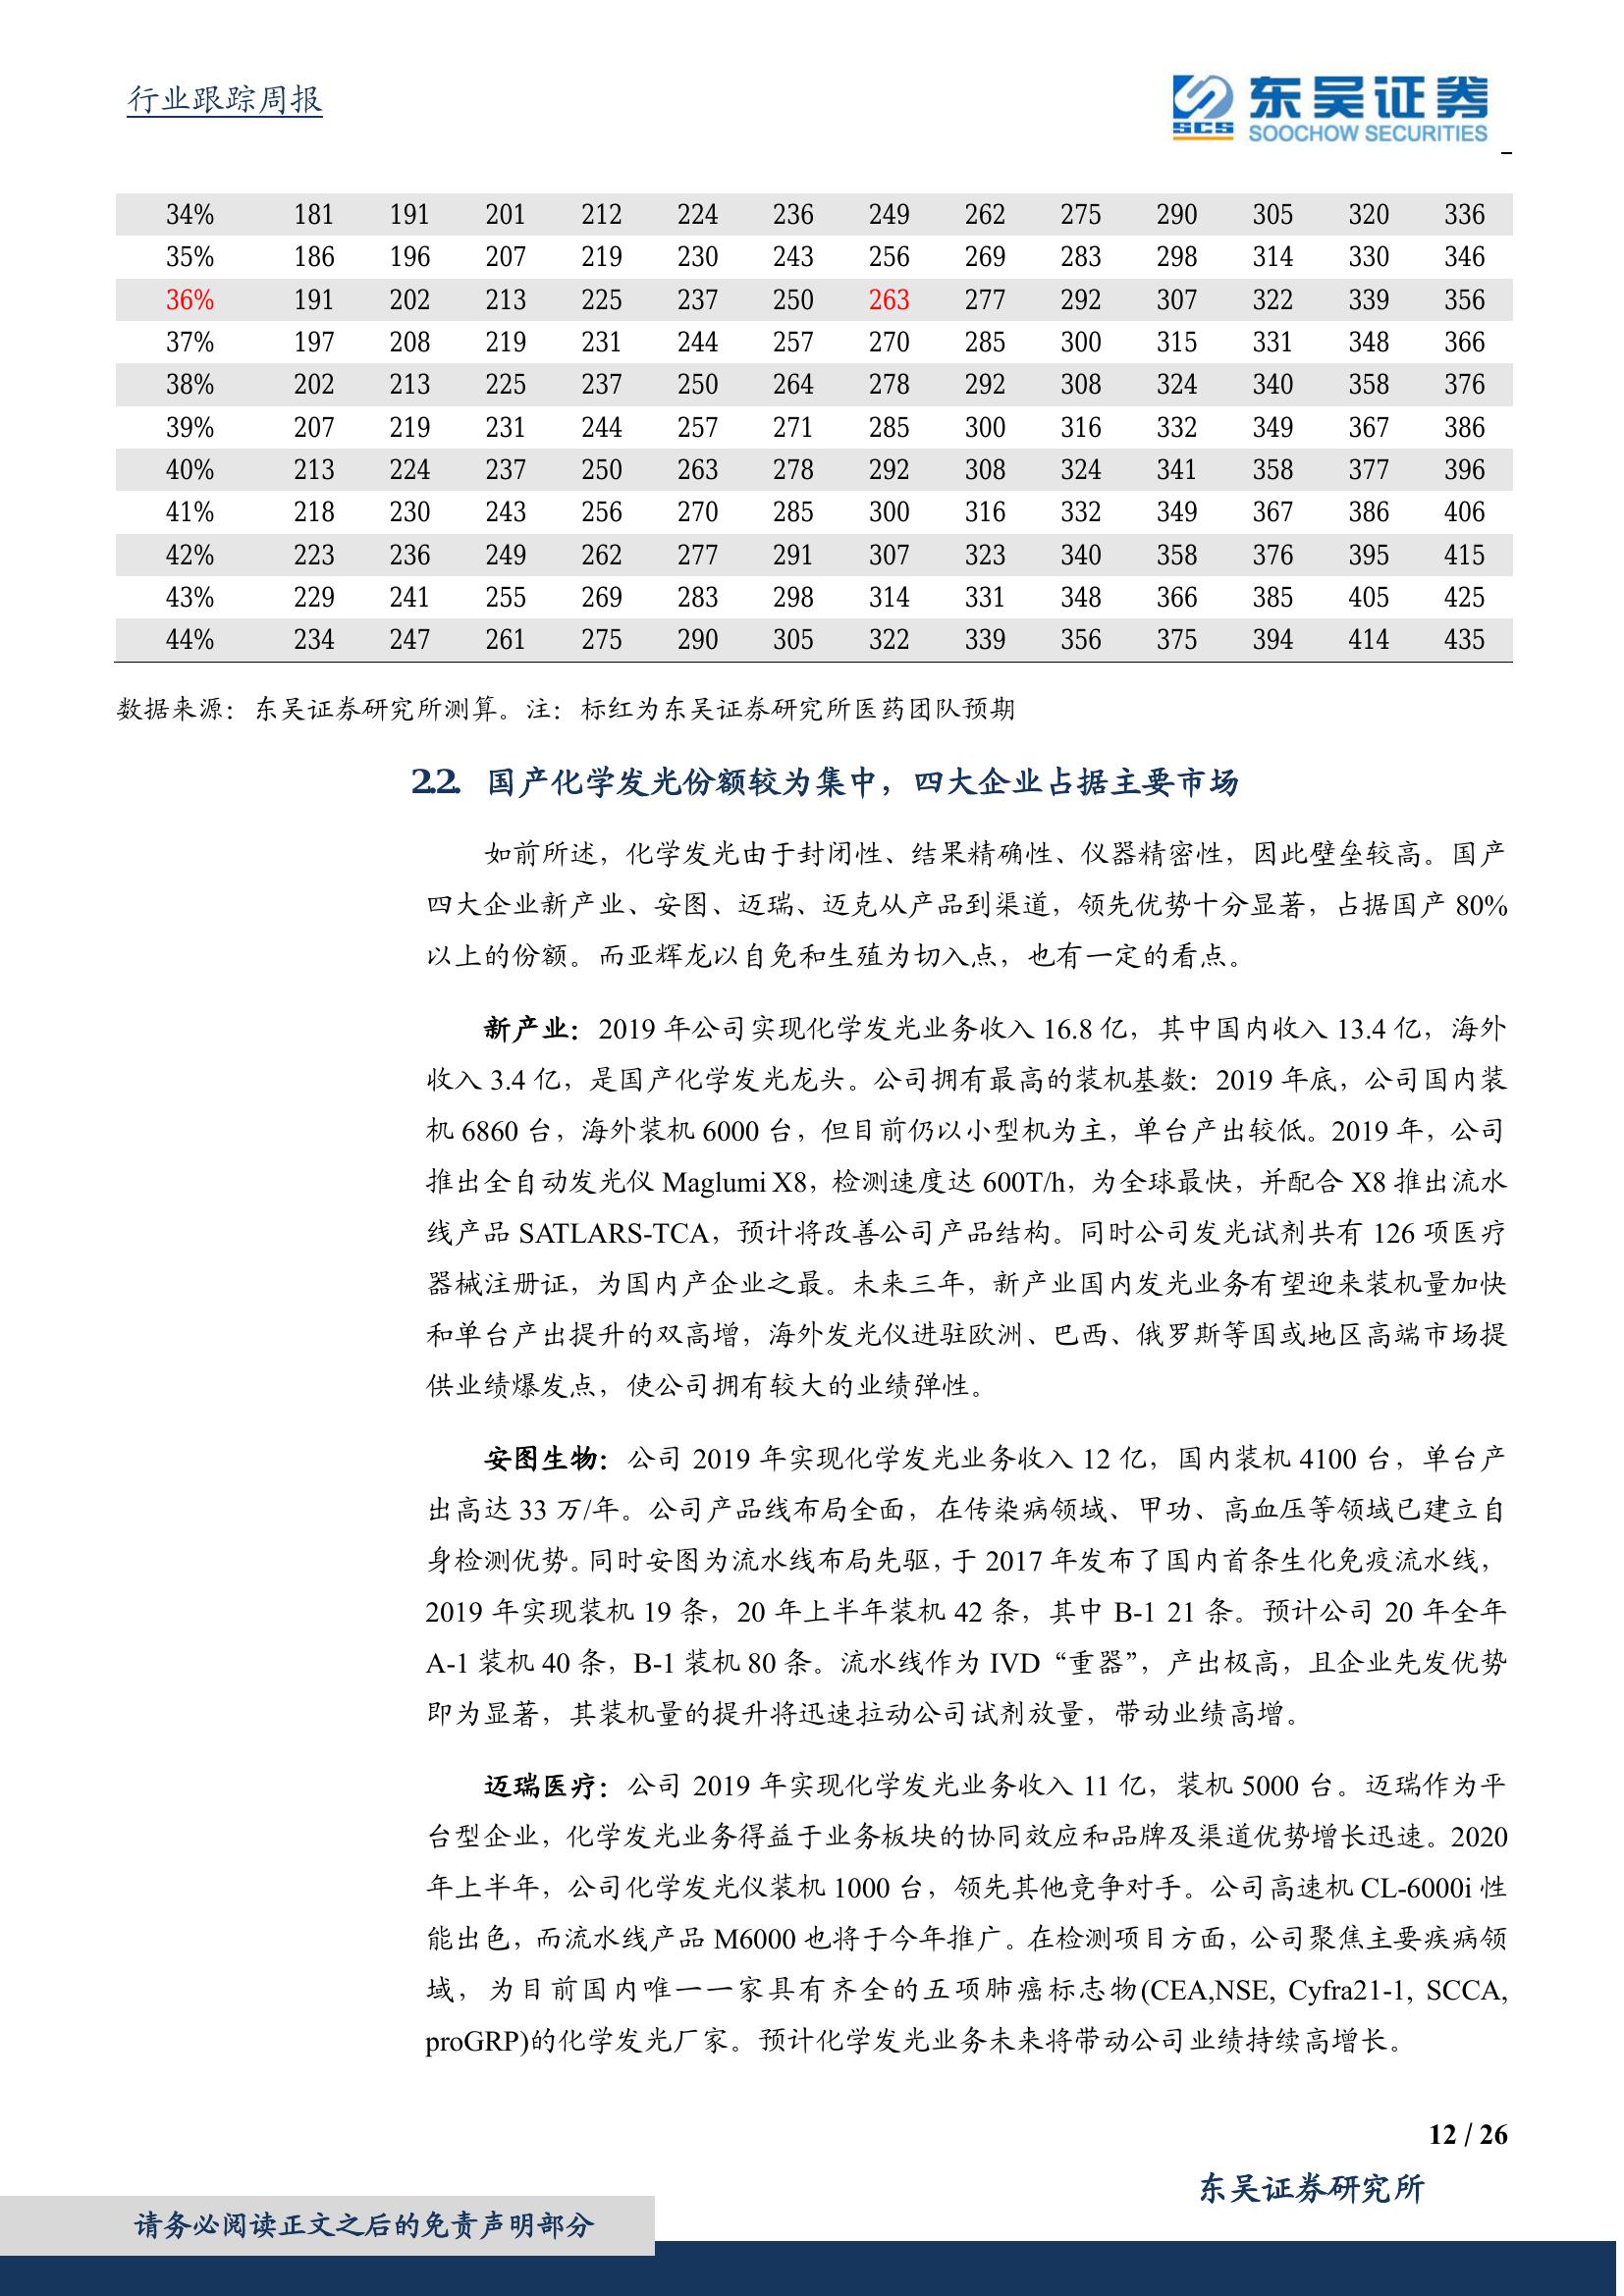 行业跟踪周报
SCS 东吴证券
SOOCHOW SECURITIES
34% 181 191 201 212 224 236 249 262 275 290 305 320 336
35% 186 196 207 219 230 243 256 269 283 298 314 330 346
36% 191 202 213 225 237 250 263 277 292 307 322 339 356
37% 197 208 219 231 244 257 270 285 300 315 331 348 366
38% 202 213 225 237 250 264 278 292 308 324 340 358 376
39% 207 219 231 244 257 271 285 300 316 332 349 367 386
40% 213 224 237 250 263 278 292 308 324 341 358 377 396
41% 218 230 243 256 270 285 300 316 332 349 367 386 406
42% 223 236 249 262 277 291 307 323 340 358 376 395 415
43% 229 241 255 269 283 298 314 331 348 366 385 405 425
44% 234 247 261 275 290 305 322 339 356 375 394 414 435
数据来源：东吴证券研究所测算。注：标红为东吴证券研究所医药团队预期
2.2. 国产化学发光份额较为集中，四大企业占据主要市场
如前所述，化学发光由于封闭性、结果精确性、仪器精密性，因此壁垒较高。国产
四大企业新产业、安图、迈瑞、迈克从产品到渠道，领先优势十分显著，占据国产 80%
以上的份额。而亚辉龙以自免和生殖为切入点，也有一定的看点。
新产业：2019 年公司实现化学发光业务收入 16.8 亿，其中国内收入 13.4 亿，海外
收入 3.4 亿，是国产化学发光龙头。公司拥有最高的装机基数：2019 年底，公司国内装
机 6860 台，海外装机 6000 台，但目前仍以小型机为主，单台产出较低。2019 年，公司
推出全自动发光仪 Maglumi X8，检测速度达 600T/h，为全球最快，并配合 X8 推出流水
线产品 SATLARS-TCA，预计将改善公司产品结构。同时公司发光试剂共有 126 项医疗
器械注册证，为国内产企业之最。未来三年，新产业国内发光业务有望迎来装机量加快
和单台产出提升的双高增，海外发光仪进驻欧洲、巴西、俄罗斯等国或地区高端市场提
供业绩爆发点，使公司拥有较大的业绩弹性。
安图生物：公司 2019 年实现化学发光业务收入 12 亿，国内装机 4100 台，单台产
出高达 33 万/年。公司产品线布局全面，在传染病领域、甲功、高血压等领域已建立自
身检测优势。同时安图为流水线布局先驱，于 2017 年发布了国内首条生化免疫流水线，
2019 年实现装机 19 条，20 年上半年装机 42 条，其中 B-1 21 条。预计公司 20 年全年
A-1 装机 40 条，B-1 装机 80 条。流水线作为 IVD“重器”，产出极高，且企业先发优势
即为显著，其装机量的提升将迅速拉动公司试剂放量，带动业绩高增。
迈瑞医疗：公司 2019 年实现化学发光业务收入 11 亿，装机 5000 台。迈瑞作为平
台型企业，化学发光业务得益于业务板块的协同效应和品牌及渠道优势增长迅速。2020
年上半年，公司化学发光仪装机 1000 台，领先其他竞争对手。公司高速机 CL-6000i 性
能出色，而流水线产品 M6000 也将于今年推广。在检测项目方面，公司聚焦主要疾病领
域，为目前国内唯一一家具有齐全的五项肺癌标志物(CEA,NSE, Cyfra21-1, SCCA,
proGRP)的化学发光厂家。预计化学发光业务未来将带动公司业绩持续高增长。
12 / 26
东吴证券研究所
请务必阅读正文之后的免责声明部分